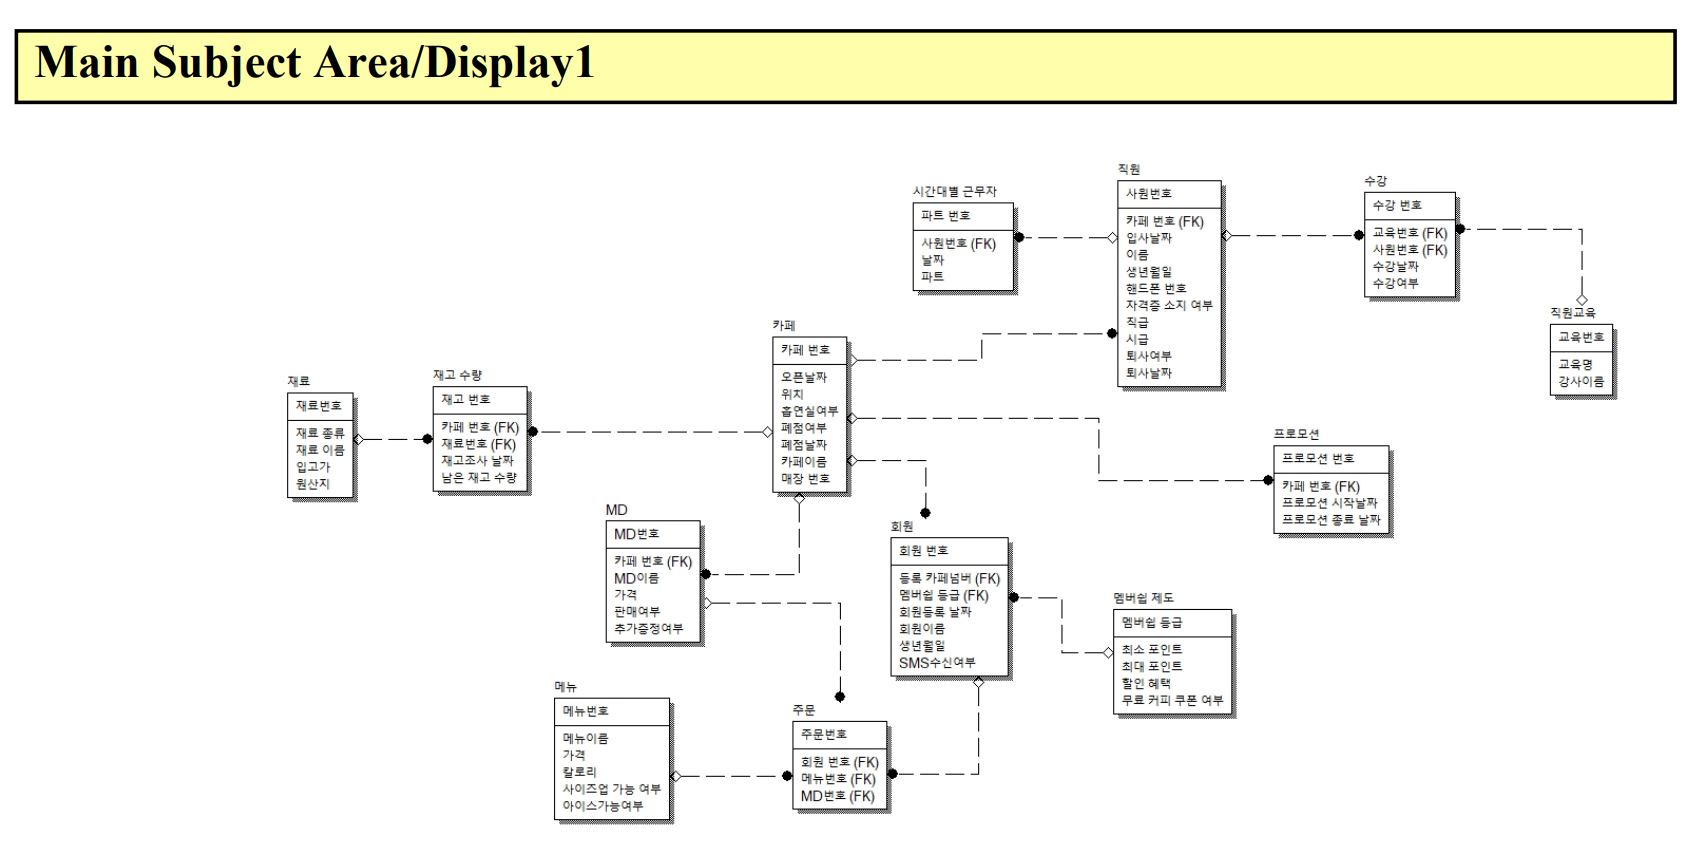 Main Subject Area/Display1
직원
사원번호
카페 번호 (FK)
입사날짜
이름
생년월일
핸드폰 번호
자격증 소지 여부
직급
시급
퇴사여부
퇴사날짜
수강
수강 번호
교육번호 (FK)
사원번호 (FK)
수강날짜
수강여부
시간대별 근무자
파트 번호
사원번호 (FK)
날짜
파트
직원교육
교육번호
교육명
강사이름
카페
카페 번호
오픈날짜
위치
흡연실여부
폐점여부
폐점날짜
카페이름
매장 번호
재고 수량
재고 번호
카페 번호 (FK)
재료번호 (FK)
재고조사 날짜
남은 재고 수량
재료
재료번호
재료 종류
재료 이름
입고가
원산지
프로모션
프로모션 번호
카페 번호 (FK)
프로모션 시작날짜
프로모션 종료 날짜
MD
MD번호
카페 번호 (FK)
MD이름
가격
판매여부
추가증정여부
회원
회원 번호
등록 카페넘버 (FK)
멤버쉽 등급 (FK)
회원등록 날짜
회원이름
생년월일
SMS수신여부
멤버쉽 제도
멤버쉽 등급
최소 포인트
최대 포인트
할인 혜택
무료 커피 쿠폰 여부
메뉴
메뉴번호
메뉴이름
가격
칼로리
사이즈업 가능 여부
아이스가능여부
주문
주문번호
회원 번호 (FK)
메뉴번호 (FK)
MD번호 (FK)